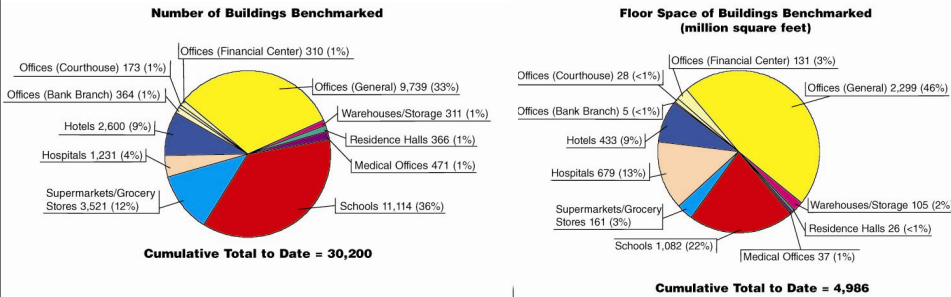 Number of Buildings Benchmarked
Offices (Financial Center) 310 (1%)
Offices (Courthouse) 173 (1%)
Offices (General) 9,739 (33%)
Offices (Bank Branch) 364 (1%)
Warehouses/Storage 311 (1%)
Hotels 2,600 (9%)
Residence Halls 366 (1%)
Hospitals 1,231 (4%)
Medical Offices 471 (1%)
Supermarkets/Grocery
Stores 3,521 (12%)
Schools 11,114 (36%)
Cumulative Total to Date = 30,200
Floor Space of Buildings Benchmarked
(million square feet)
Offices (Financial Center) 131 (3%)
Offices (Courthouse) 28 (<1%)
Offices (General) 2,299 (46%)
Offices (Bank Branch) 5 (<1%)
Hotels 433 (9%)
Hospitals 679 (13%)
Warehouses/Storage 105 (2%
Supermarkets/Grocery
Stores 161 (3%)
Residence Halls 26 (<1%)
Schools 1,082 (22%)
Medical Offices 37 (1%)
Cumulative Total to Date = 4,986